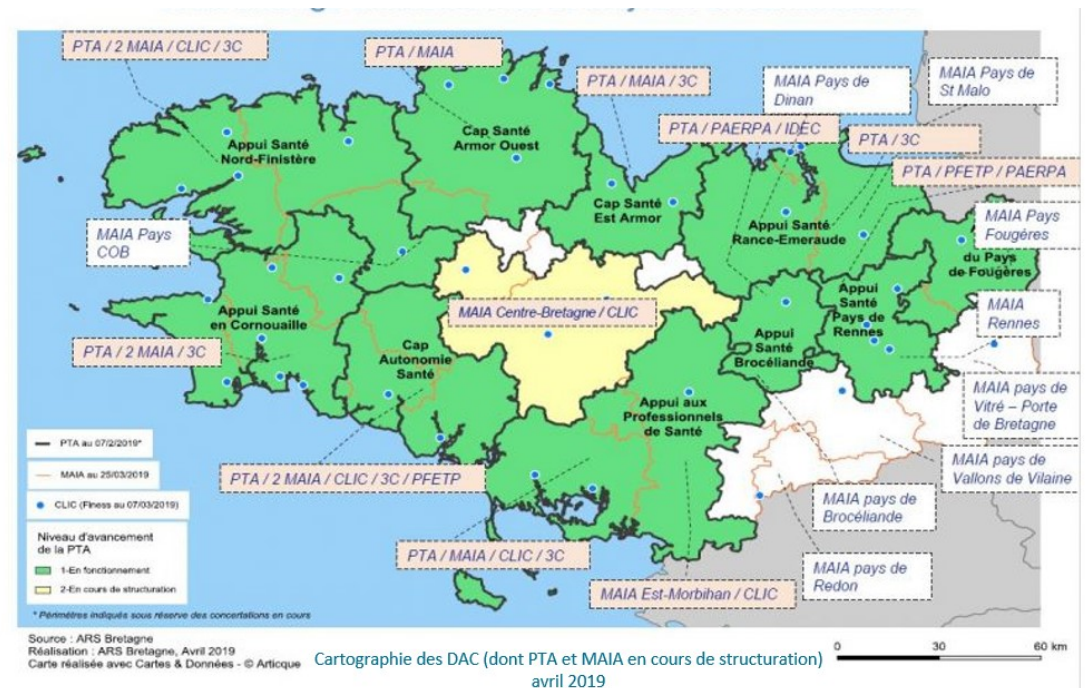 PTA / 2 MAIA / CLIC / 3C
PTA / MAIA
PTA / MAIA / 3C
MAIA Pays de
Dinan
MAIA Pays de
St Malo
PTA / PAERPA / IDEC
PTA / 3C
PTA / PFETP / PAERPA
Appui Santé
Nord-Finistère
Cap Santé
Armor Ouest
Cap Santé
Est Armor
Appui Santé
Rance-Emeraude
MAIA Pays
Fougères
MAIA Pays
COB
du Pays
de Fougères
Appui
Santé
Pays de
Rennes
MAIA
Rennes
MAIA Centre-Bretagne / CLIC
Appui Santé
en Cornouaille
Cap
Autonomie
Santé
Appui
Santé
Brocéliande
PTA / 2 MAIA / 3C
Appui aux
Professionnels
de Santé
MAIA pays de
Vitré – Porte
de Bretagne
MAIA pays de
Vallons de Vilaine
PTA / 2 MAIA / CLIC / 3C / PFETP
MAIA pays de
Brocéliande
PTA / MAIA / CLIC / 3C
MAIA pays de
Redon
MAIA Est-Morbihan / CLIC
PTA au 07/2/2019*
MAIA au 25/03/2019
CLIC (Finess au 07/03/2019)
Niveau d'avancement
de la PTA
1-En fonctionnement
2-En cours de structuration
* Périmètres indiqués sous réserve des concertations en cours
Source : ARS Bretagne
Réalisation : ARS Bretagne, Avril 2019
Carte réalisée avec Cartes & Données - © Articque
Cartographie des DAC (dont PTA et MAIA en cours de structuration)
avril 2019
0 30 60 km